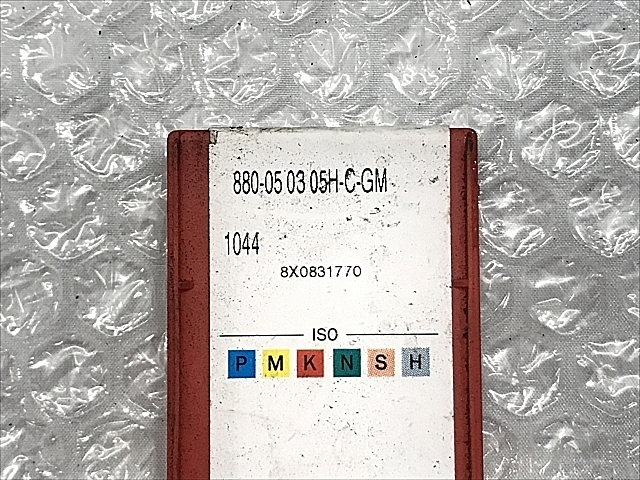 880-05 03 05H-C-GM
1044
8X0831770
ISO
P M K N S H